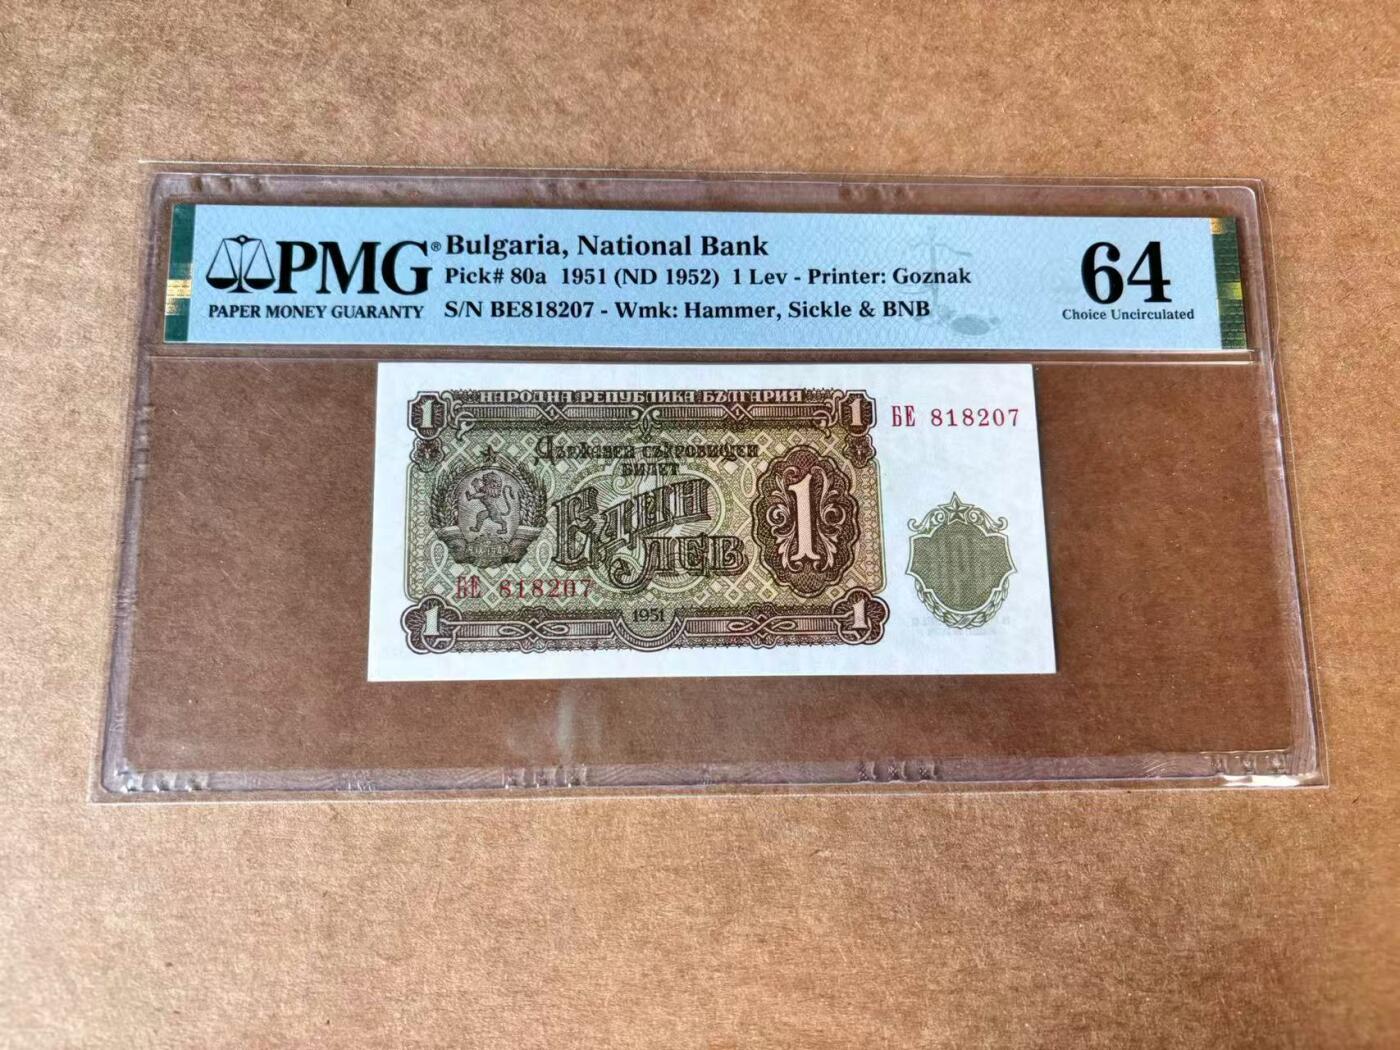 PMG®
PAPER MONEY GUARANTY
Bulgaria, National Bank
Pick# 80a 1951 (ND 1952) 1 Lev - Printer: Goznak
S/N BE818207 - Wmk: Hammer, Sickle & BNB
64
Choice Uncirculated
НАРОДНА РЕПУБЛИКА БЪЛГАРИЯ
1
1
БЕ 818207
Държавен съкровищен
билет
Един
лев
1
БЕ 818207
1
1951
1